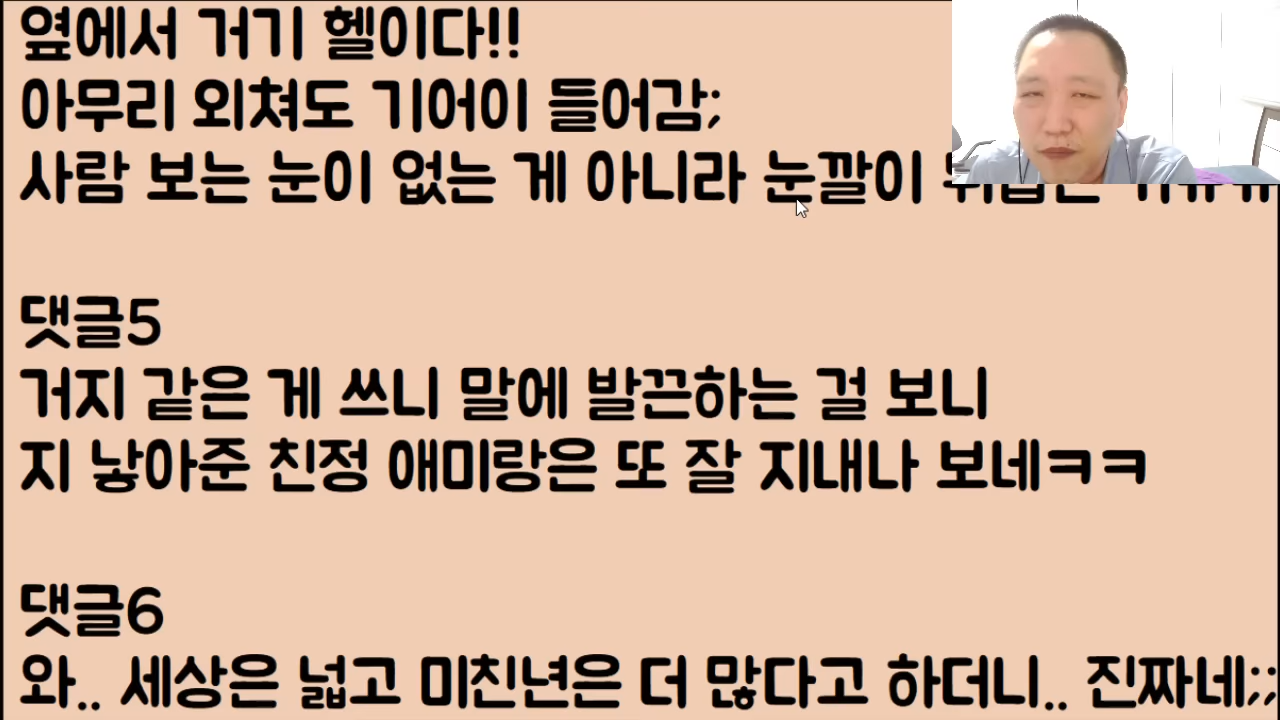 옆에서 거기 헬이다!!
아무리 외쳐도 기어이 들어감;
사람 보는 눈이 없는 게 아니라 눈깔이
댓글5
거지 같은 게 쓰니 말에 발끈하는 걸 보니
지 낳아준 친정 애미랑은 또 잘 지내나 보네ㅋㅋ
댓글6
와.. 세상은 넓고 미친년은 더 많다고 하더니.. 진짜네;;